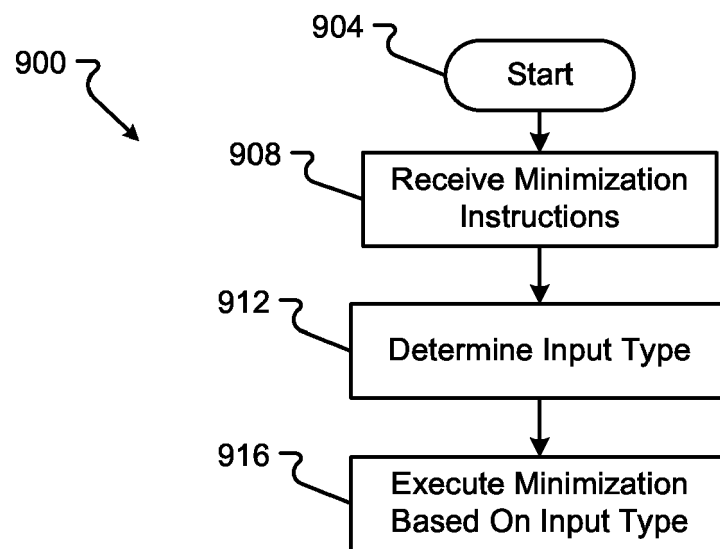 904
Start
900
908
Receive Minimization
Instructions
912
Determine Input Type
916
Execute Minimization
Based On Input Type